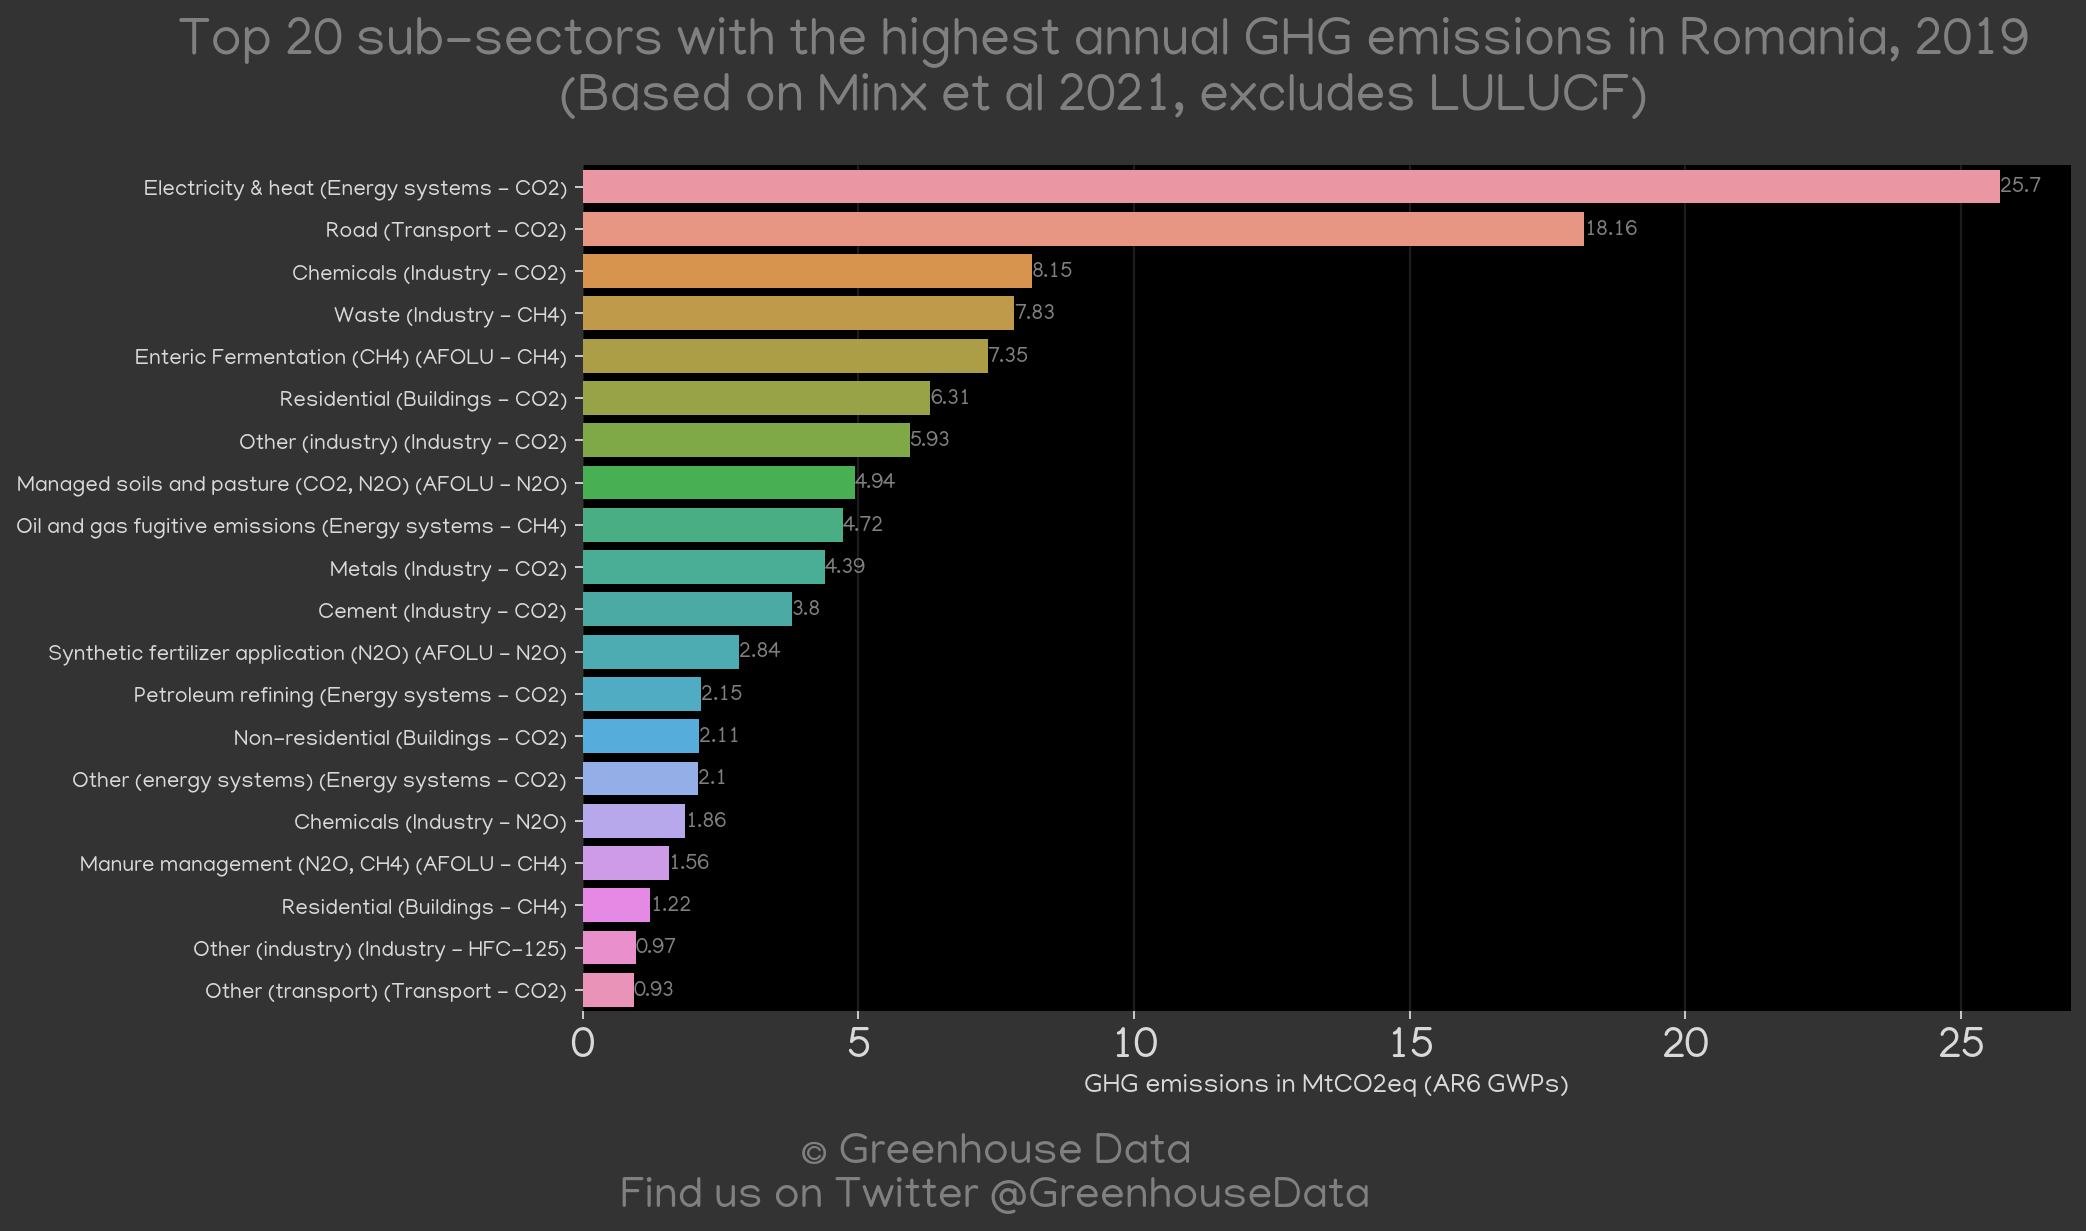 Top 20 sub-sectors with the highest annual GHG emissions in Romania, 2019
(Based on Minx et al 2021, excludes LULUCF)
Electricity & heat (Energy systems - CO2) 25.7
Road (Transport - CO2) 18.16
Chemicals (Industry - CO2) 8.15
Waste (Industry - CH4) 7.83
Enteric Fermentation (CH4) (AFOLU - CH4) 7.35
Residential (Buildings - CO2) 6.31
Other (industry) (Industry - CO2) 5.93
Managed soils and pasture (CO2, N2O) (AFOLU - N2O) 4.94
Oil and gas fugitive emissions (Energy systems - CH4) 4.72
Metals (Industry - CO2) 4.39
Cement (Industry - CO2) 3.8
Synthetic fertilizer application (N2O) (AFOLU - N2O) 2.84
Petroleum refining (Energy systems - CO2) 2.15
Non-residential (Buildings - CO2) 2.11
Other (energy systems) (Energy systems - CO2) 2.1
Chemicals (Industry - N2O) 1.86
Manure management (N2O, CH4) (AFOLU - CH4) 1.56
Residential (Buildings - CH4) 1.22
Other (industry) (Industry - HFC-125) 0.97
Other (transport) (Transport - CO2) 0.93
0 5 10 15 20 25
GHG emissions in MtCO2eq (AR6 GWPs)
© Greenhouse Data
Find us on Twitter @GreenhouseData